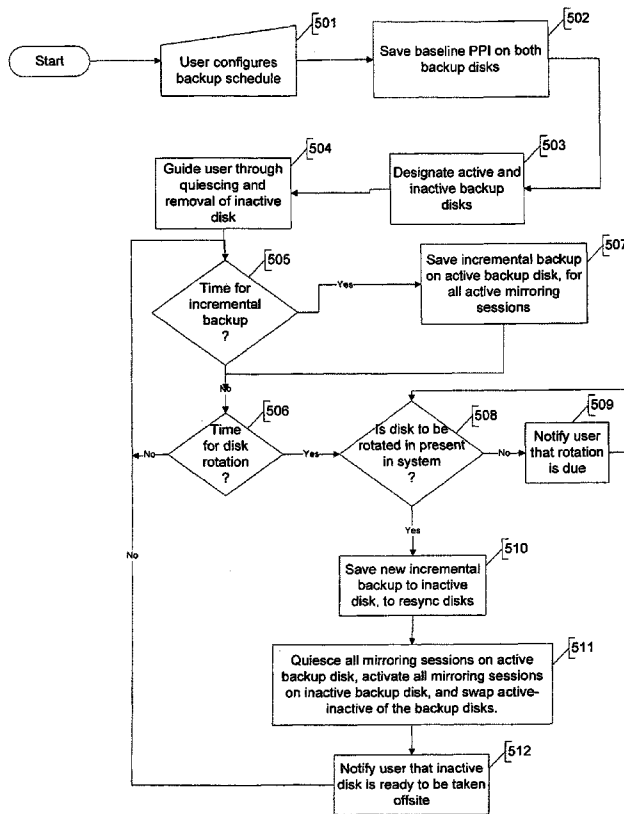 501
Start
User configures
backup schedule
502
Save baseline PPI on both
backup disks
503
Designate active and
inactive backup
disks
504
Guide user through
quiescing and
removal of inactive
disk
505
Time for
incremental
backup
?
Yes
507
Save incremental backup
on active backup disk, for
all active mirroring
sessions
No
506
Time
for disk
rotation
?
No
Yes
508
Is disk to be
rotated in present
in system
?
No
509
Notify user
that rotation
is due
Yes
No
510
Save new incremental
backup to inactive
disk, to resync disks
511
Quiesce all mirroring sessions on active
backup disk, activate all mirroring sessions
on inactive backup disk, and swap active-
inactive of the backup disks.
512
Notify user that inactive
disk is ready to be taken
offsite